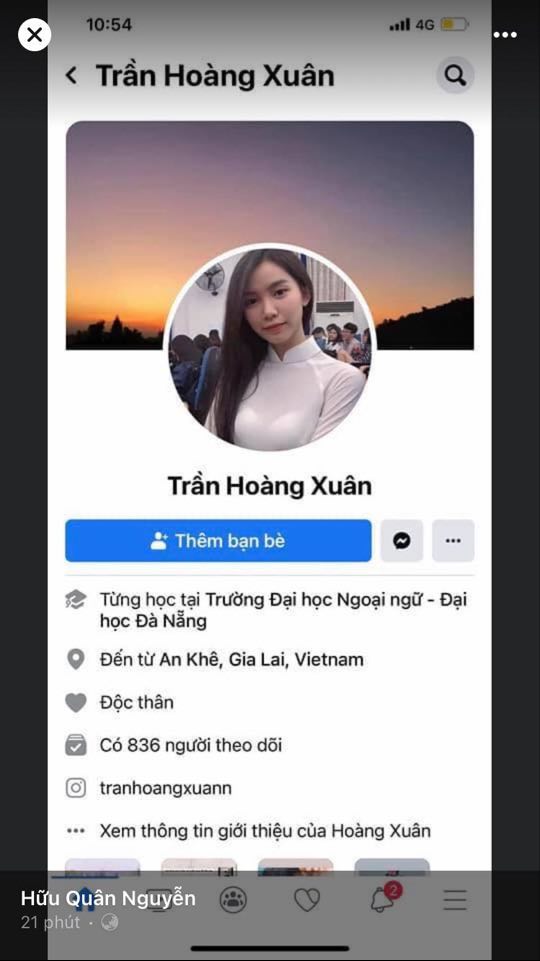 10:54
4G
Trần Hoàng Xuân
Trần Hoàng Xuân
Thêm bạn bè
Từng học tại Trường Đại học Ngoại ngữ - Đại
học Đà Nẵng
Đến từ An Khê, Gia Lai, Vietnam
Độc thân
Có 836 người theo dõi
tranhoangxuann
Xem thông tin giới thiệu của Hoàng Xuân
Hữu Quân Nguyễn
2
21 phút ·